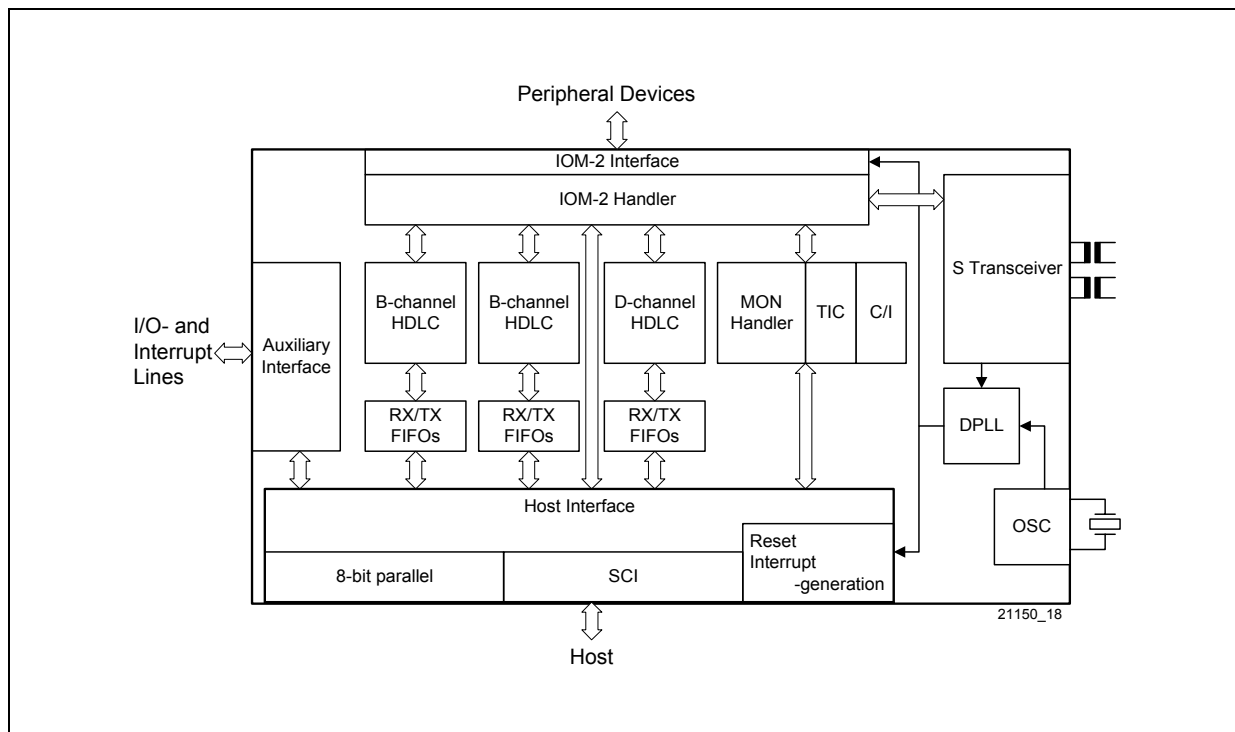 Peripheral Devices
IOM-2 Interface
IOM-2 Handler
I/O- and
Interrupt
Lines
Auxiliary
Interface
B-channel
HDLC
B-channel
HDLC
D-channel
HDLC
MON
Handler
TIC
C/I
S Transceiver
RX/TX
FIFOs
RX/TX
FIFOs
RX/TX
FIFOs
DPLL
OSC
Host Interface
8-bit parallel
SCI
Reset
Interrupt
-generation
21150_18
Host